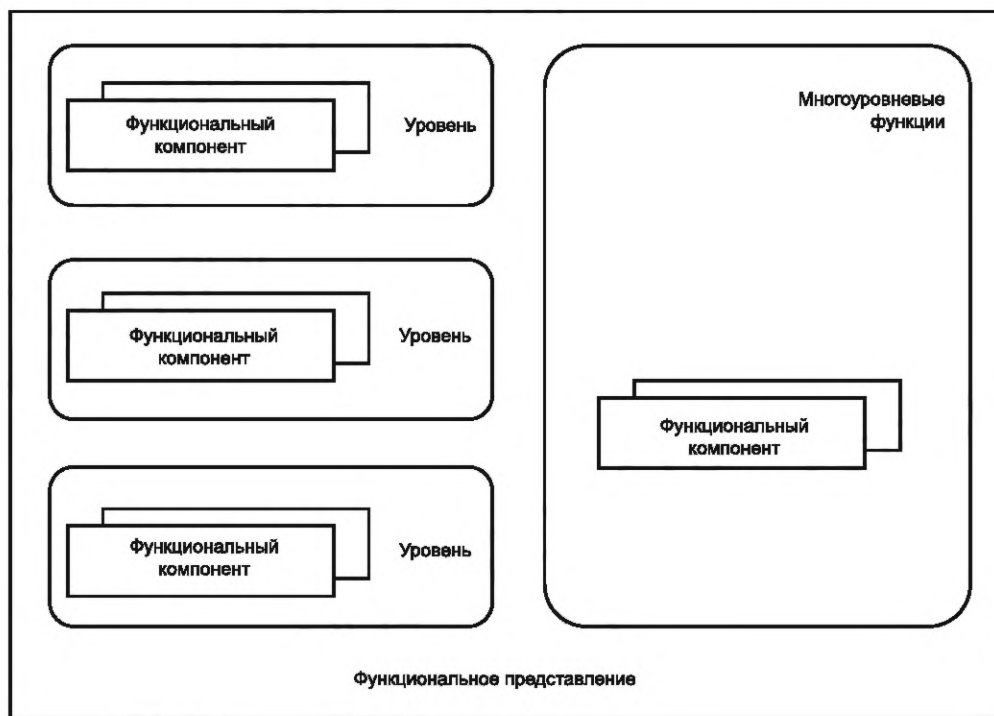 Функциональный
компонент
Уровень
Многоуровневые
функции
Функциональный
компонент
Уровень
Функциональный
компонент
Функциональный
компонент
Уровень
Функциональное представление